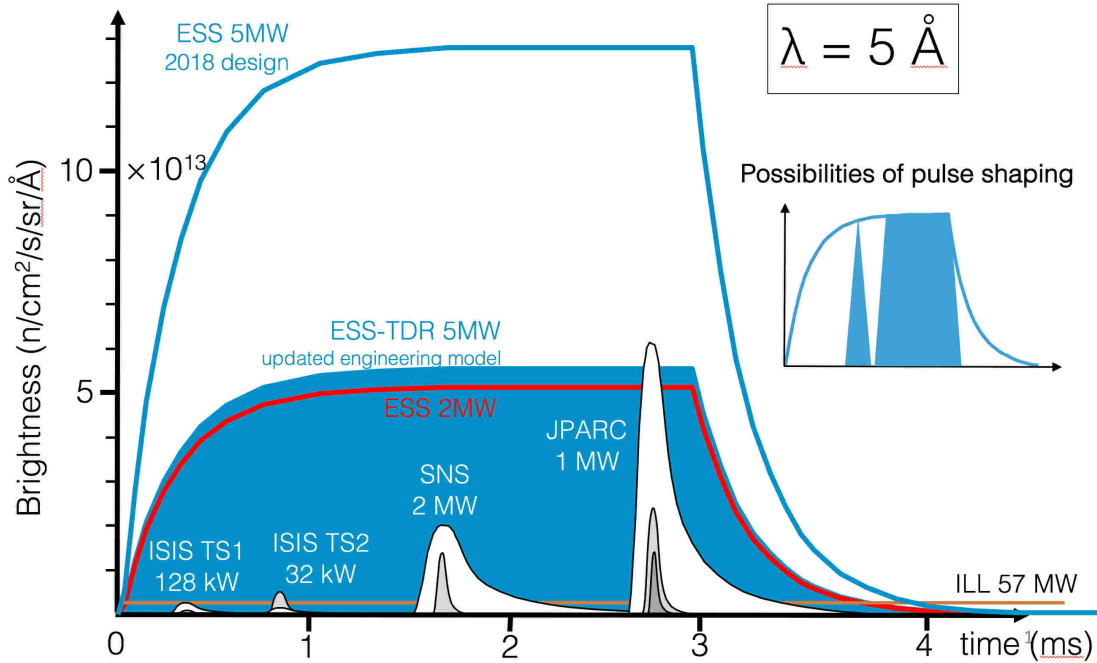 ESS 5MW
2018 design
λ = 5 Å
10
×10¹³
Possibilities of pulse shaping
Brightness (n/cm²/s/sr/Å)
ESS-TDR 5MW
updated engineering model
5
ESS 2MW
JPARC
1 MW
SNS
2 MW
ISIS TS1
128 kW
ISIS TS2
32 kW
ILL 57 MW
0
1
2
3
4
time (ms)
1